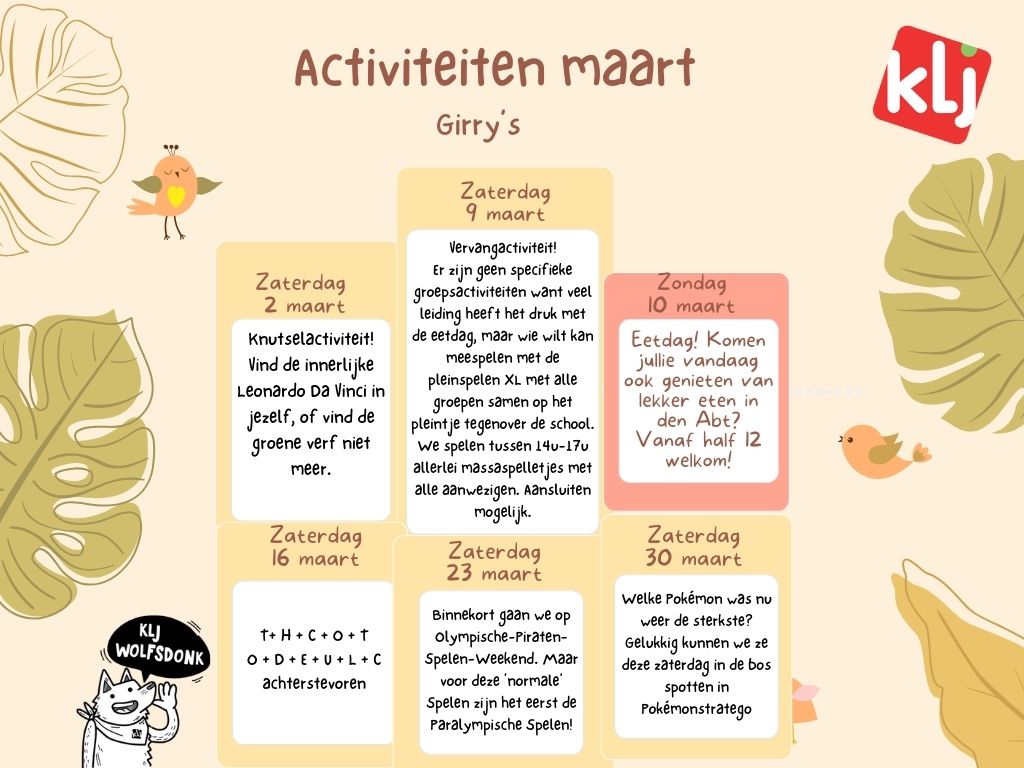 Activiteiten maart
Girry's
klj
Zaterdag
2 maart
Knutselactiviteit!
Vind de innerlijke
Leonardo Da Vinci in
jezelf, of vind de
groene verf niet
meer.
Zaterdag
9 maart
Vervangactiviteit!
Er zijn geen specifieke
groepsactiviteiten want veel
leiding heeft het druk met
de eetdag, maar wie wilt kan
meespelen met de
pleinspelen XL met alle
groepen samen op het
pleintje tegenover de school.
We spelen tussen 14u-17u
allerlei massaspelletjes met
alle aanwezigen. Aansluiten
mogelijk.
Zondag
10 maart
Eetdag! Komen
jullie vandaag
ook genieten van
lekker eten in
den Abt?
Vanaf half 12
welkom!
Zaterdag
16 maart
T+ H + C + O + T
O + D + E + U + L + C
achterstevoren
Zaterdag
23 maart
Binnekort gaan we op
Olympische-Piraten-
Spelen-Weekend. Maar
voor deze 'normale'
Spelen zijn het eerst de
Paralympische Spelen!
Zaterdag
30 maart
Welke Pokémon was nu
weer de sterkste?
Gelukkig kunnen we ze
deze zaterdag in de bos
spotten in
Pokémonstratego
KLJ
WOLFSDONK